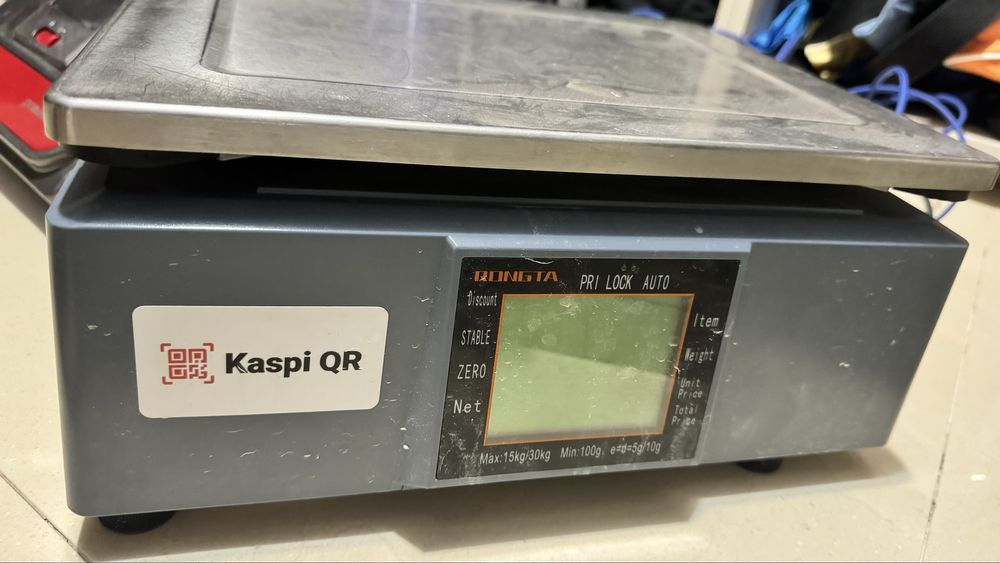 RONGTA
PRI LOCK AUTO
Discount
STABLE
ZERO
Net
Item
Weight
Unit
Price
Total
Price
Max:15kg/30kg Min:100g e=d=5g/10g
Kaspi QR